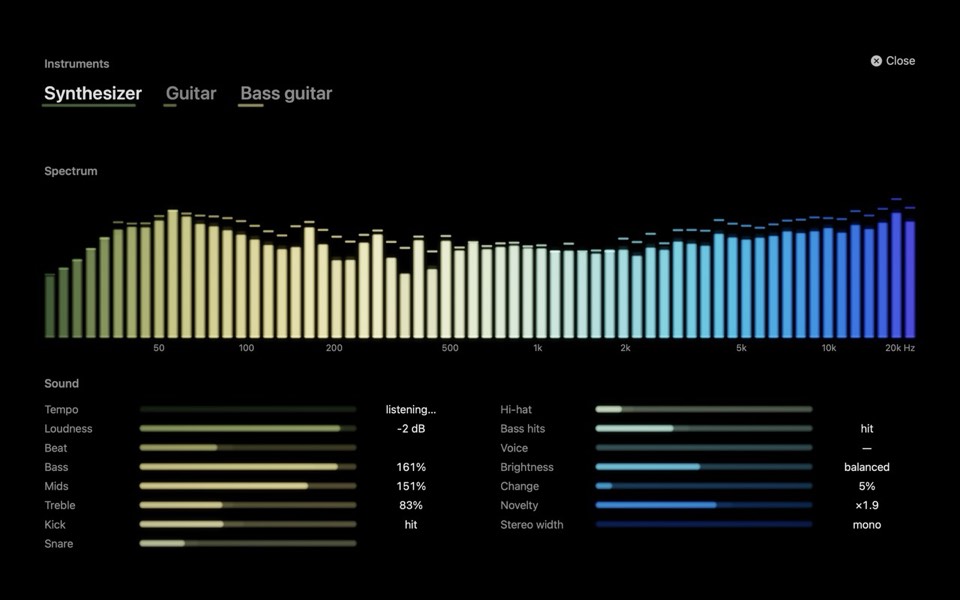 Instruments
Close
Synthesizer Guitar Bass guitar
Spectrum
50 100 200 500 1k 2k 5k 10k 20k Hz
Sound
Tempo listening...
Loudness -2 dB
Beat
Bass 161%
Mids 151%
Treble 83%
Kick hit
Snare
Hi-hat
Bass hits hit
Voice —
Brightness balanced
Change 5%
Novelty ×1.9
Stereo width mono